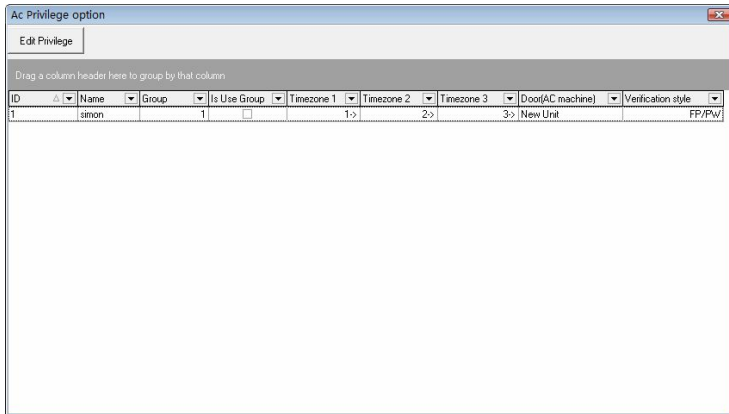 Ac Privilege option
Edit Privilege
Drag a column header here to group by that column
ID Name Group Is Use Group Timezone 1 Timezone 2 Timezone 3 Door(AC machine) Verification style
1 simon 1 1-> 2-> 3-> New Unit FP/PW